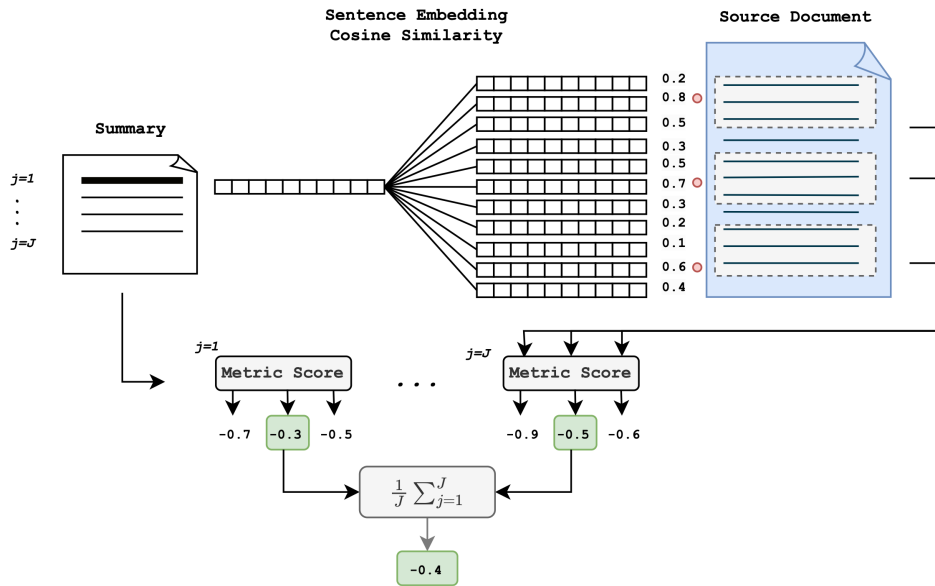 Sentence Embedding
Cosine Similarity
Source Document
Summary
j=1
.
.
.
j=J
0.2
0.8
0.5
0.3
0.5
0.7
0.3
0.2
0.1
0.6
0.4
j=1
Metric Score
...
j=J
Metric Score
-0.7 -0.3 -0.5
-0.9 -0.5 -0.6
1/J ∑_{j=1}^{J}
-0.4